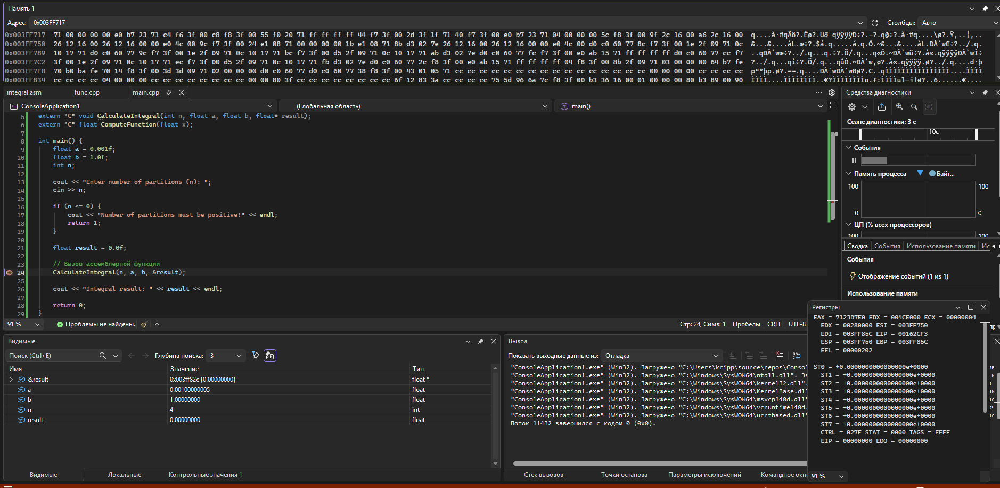 Память 1
Адрес: 0x003FF717 Столбцы: Авто
0x003FF717 71 00 00 00 00 e0 b7 23 71 c4 f6 3f 00 c8 f8 3f 00 55 f0 20 71 ff ff ff ff 44 f7 3f 00 2d 3f 1f 71 40 f7 3f 00 e0 b7 23 71 04 00 00 00 5c f8 3f 00 9f 2c 16 00 a6 2c 16 00
0x003FF750 26 12 16 00 26 12 16 00 00 e0 4c 00 9c f7 3f 00 24 e1 08 71 00 00 00 00 1b e1 08 71 8b d3 02 7e 26 12 16 00 26 12 16 00 00 e0 4c 00 d0 c0 60 77 8c f7 3f 00 1e 2f 09 71 0c
0x003FF789 10 17 71 d0 c0 60 77 9c f7 3f 00 1e 2f 09 71 0c 10 17 71 bc f7 3f 00 d5 2f 09 71 0c 10 17 71 ab d3 02 7e d0 c0 60 77 fc f7 3f 00 e0 ab 15 71 ff ff ff ff d0 c0 60 77 cc f7
0x003FF7C2 3f 00 1e 2f 09 71 0c 10 17 71 ec f7 3f 00 d5 2f 09 71 0c 10 17 71 fb d3 02 7e d0 c0 60 77 2c f8 3f 00 e0 ab 15 71 ff ff ff ff 04 f8 3f 00 8b 2f 09 71 03 00 00 00 64 b7 fe
0x003FF7FB 70 b0 ba fe 70 14 f8 3f 00 3d 3d 09 71 02 00 00 00 d0 c0 60 77 d0 c0 60 77 38 f8 3f 00 43 01 05 71 cc cc cc cc cc cc cc cc cc cc cc cc cc cc cc cc 00 00 00 00 cc cc cc cc
0x003FF834 cc cc cc cc 04 00 00 00 cc cc cc cc cc cc cc cc 00 00 80 3f cc cc cc cc cc cc cc cc 6f 12 83 3a cc cc cc cc 75 5d 96 6a 7c f8 3f 00 b3 36 16 00 01 00 00 00 80 b3 89 00 90
integral.asm func.cpp main.cpp
ConsoleApplication1 (Глобальная область) main()
5 extern "C" void CalculateIntegral(int n, float a, float b, float* result);
6 extern "C" float ComputeFunction(float x);
7
8 int main() {
9 float a = 0.001f;
10 float b = 1.0f;
11 int n;
12
13 cout << "Enter number of partitions (n): ";
14 cin >> n;
15
16 if (n <= 0) {
17 cout << "Number of partitions must be positive!" << endl;
18 return 1;
19 }
20
21 float result = 0.0f;
22
23 // Вызов ассемблерной функции
24 CalculateIntegral(n, a, b, &result);
25
26 cout << "Integral result: " << result << endl;
27
28 return 0;
29 }
91 % Проблемы не найдены. Стр: 24, Симв: 1 Пробелы CRLF UTF-8
Средства диагностики
Сеанс диагностики: 3 с
10с
События
Память процесса Байт...
100 100
0 0
ЦП (% всех процессоров)
100 100
Сводка События Использование памяти Ис
События
Отображение событий (1 из 1)
Использование памяти
Видимые
Поиск (Ctrl+E) Глубина поиска: 3
Имя Значение Тип
&result 0x003ff82c {0.00000000} float *
a 0.00100000005 float
b 1.00000000 float
n 4 int
result 0.00000000 float
Видимые Локальные Контрольные значения 1
Вывод
Показать выходные данные из: Отладка
"ConsoleApplication1.exe" (Win32). Загружено "C:\Users\kripp\source\repos\Consol
"ConsoleApplication1.exe" (Win32). Загружено "C:\Windows\SysWOW64\ntdll.dll". За
"ConsoleApplication1.exe" (Win32). Загружено "C:\Windows\SysWOW64\kernel32.dll".
"ConsoleApplication1.exe" (Win32). Загружено "C:\Windows\SysWOW64\KernelBase.dll
"ConsoleApplication1.exe" (Win32). Загружено "C:\Windows\SysWOW64\msvcp140d.dll"
"ConsoleApplication1.exe" (Win32). Загружено "C:\Windows\SysWOW64\vcruntime140d.
"ConsoleApplication1.exe" (Win32). Загружено "C:\Windows\SysWOW64\ucrtbased.dll"
Поток 11432 завершился с кодом 0 (0x0).
Стек вызовов Точки останова Параметры исключений Командное окно
Регистры
EAX = 7123B7E0 EBX = 004CE000 ECX = 00000004
EDX = 00280000 ESI = 003FF750
EDI = 003FF85C EIP = 00162CF3
ESP = 003FF750 EBP = 003FF85C
EFL = 00000202
ST0 = +0.0000000000000000e+0000
ST1 = +0.0000000000000000e+0000
ST2 = +0.0000000000000000e+0000
ST3 = +0.0000000000000000e+0000
ST4 = +0.0000000000000000e+0000
ST5 = +0.0000000000000000e+0000
ST6 = +0.0000000000000000e+0000
ST7 = +0.0000000000000000e+0000
CTRL = 027F STAT = 0000 TAGS = FFFF
EIP = 00000000 EDO = 00000000
91 %